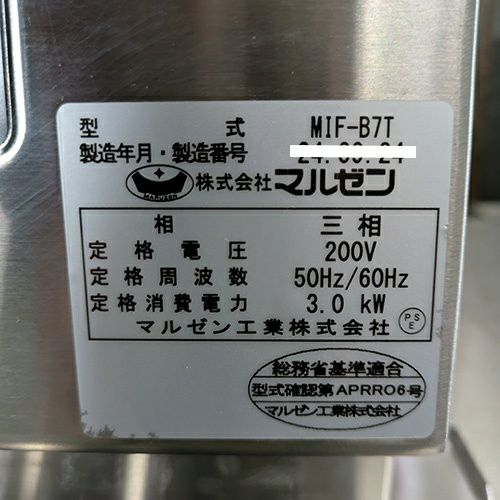 型式 MIF-B7T
製造年月・製造番号
MARUZEN 株式会社マルゼン
相 三相
定格電圧 200V
定格周波数 50Hz/60Hz
定格消費電力 3.0 kW
マルゼン工業株式会社 PSE
総務省基準適合
型式確認第APRRO6号
マルゼン工業株式会社